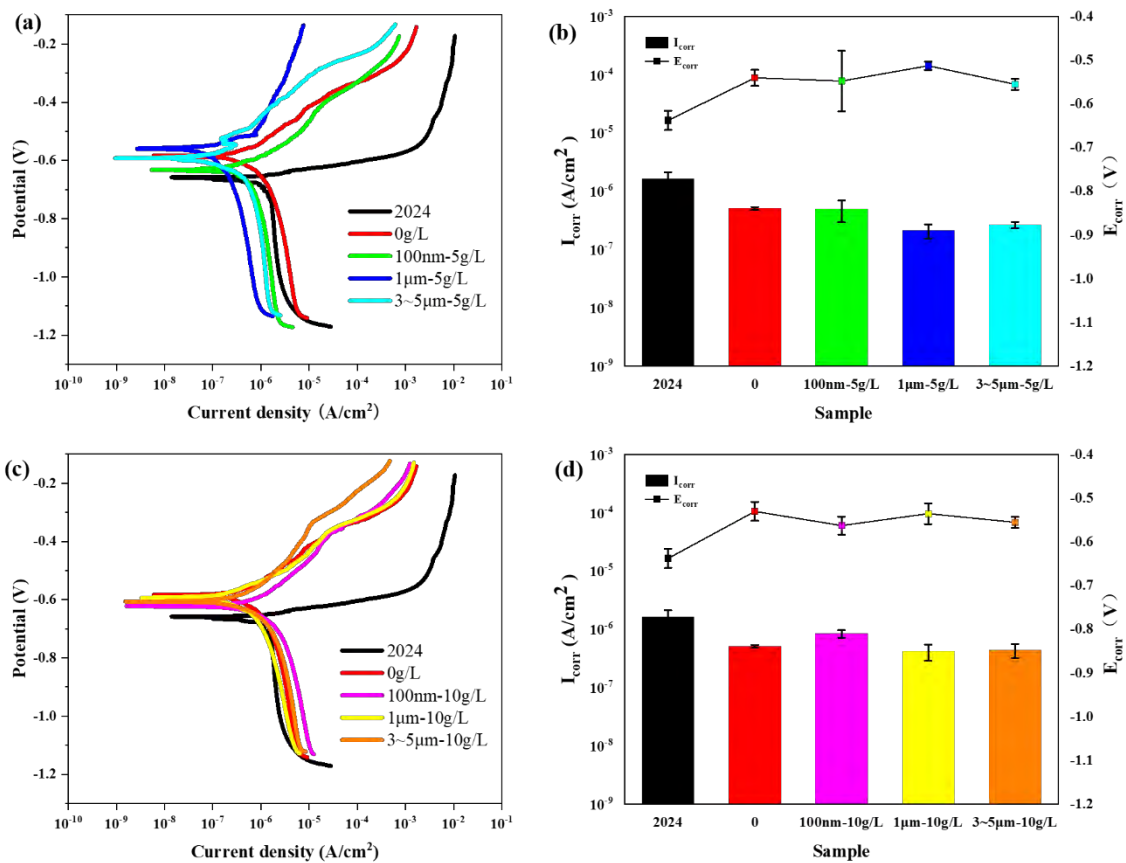 (a)
-0.2
-0.4
-0.6
-0.8
-1.0
-1.2
Potential (V)
2024
0g/L
100nm-5g/L
1μm-5g/L
3~5μm-5g/L
10-10 10-9 10-8 10-7 10-6 10-5 10-4 10-3 10-2 10-1
Current density (A/cm2)
(b)
10-3
10-4
10-5
10-6
10-7
10-8
10-9
Icorr (A/cm2)
Icorr
Ecorr
-0.4
-0.5
-0.6
-0.7
-0.8
-0.9
-1.0
-1.1
-1.2
Ecorr (V)
2024 0 100nm-5g/L 1μm-5g/L 3~5μm-5g/L
Sample
(c)
-0.2
-0.4
-0.6
-0.8
-1.0
-1.2
Potential (V)
2024
0g/L
100nm-10g/L
1μm-10g/L
3~5μm-10g/L
10-10 10-9 10-8 10-7 10-6 10-5 10-4 10-3 10-2 10-1
Current density (A/cm2)
(d)
10-3
10-4
10-5
10-6
10-7
10-8
10-9
Icorr (A/cm2)
Icorr
Ecorr
-0.4
-0.5
-0.6
-0.7
-0.8
-0.9
-1.0
-1.1
-1.2
Ecorr (V)
2024 0 100nm-10g/L 1μm-10g/L 3~5μm-10g/L
Sample